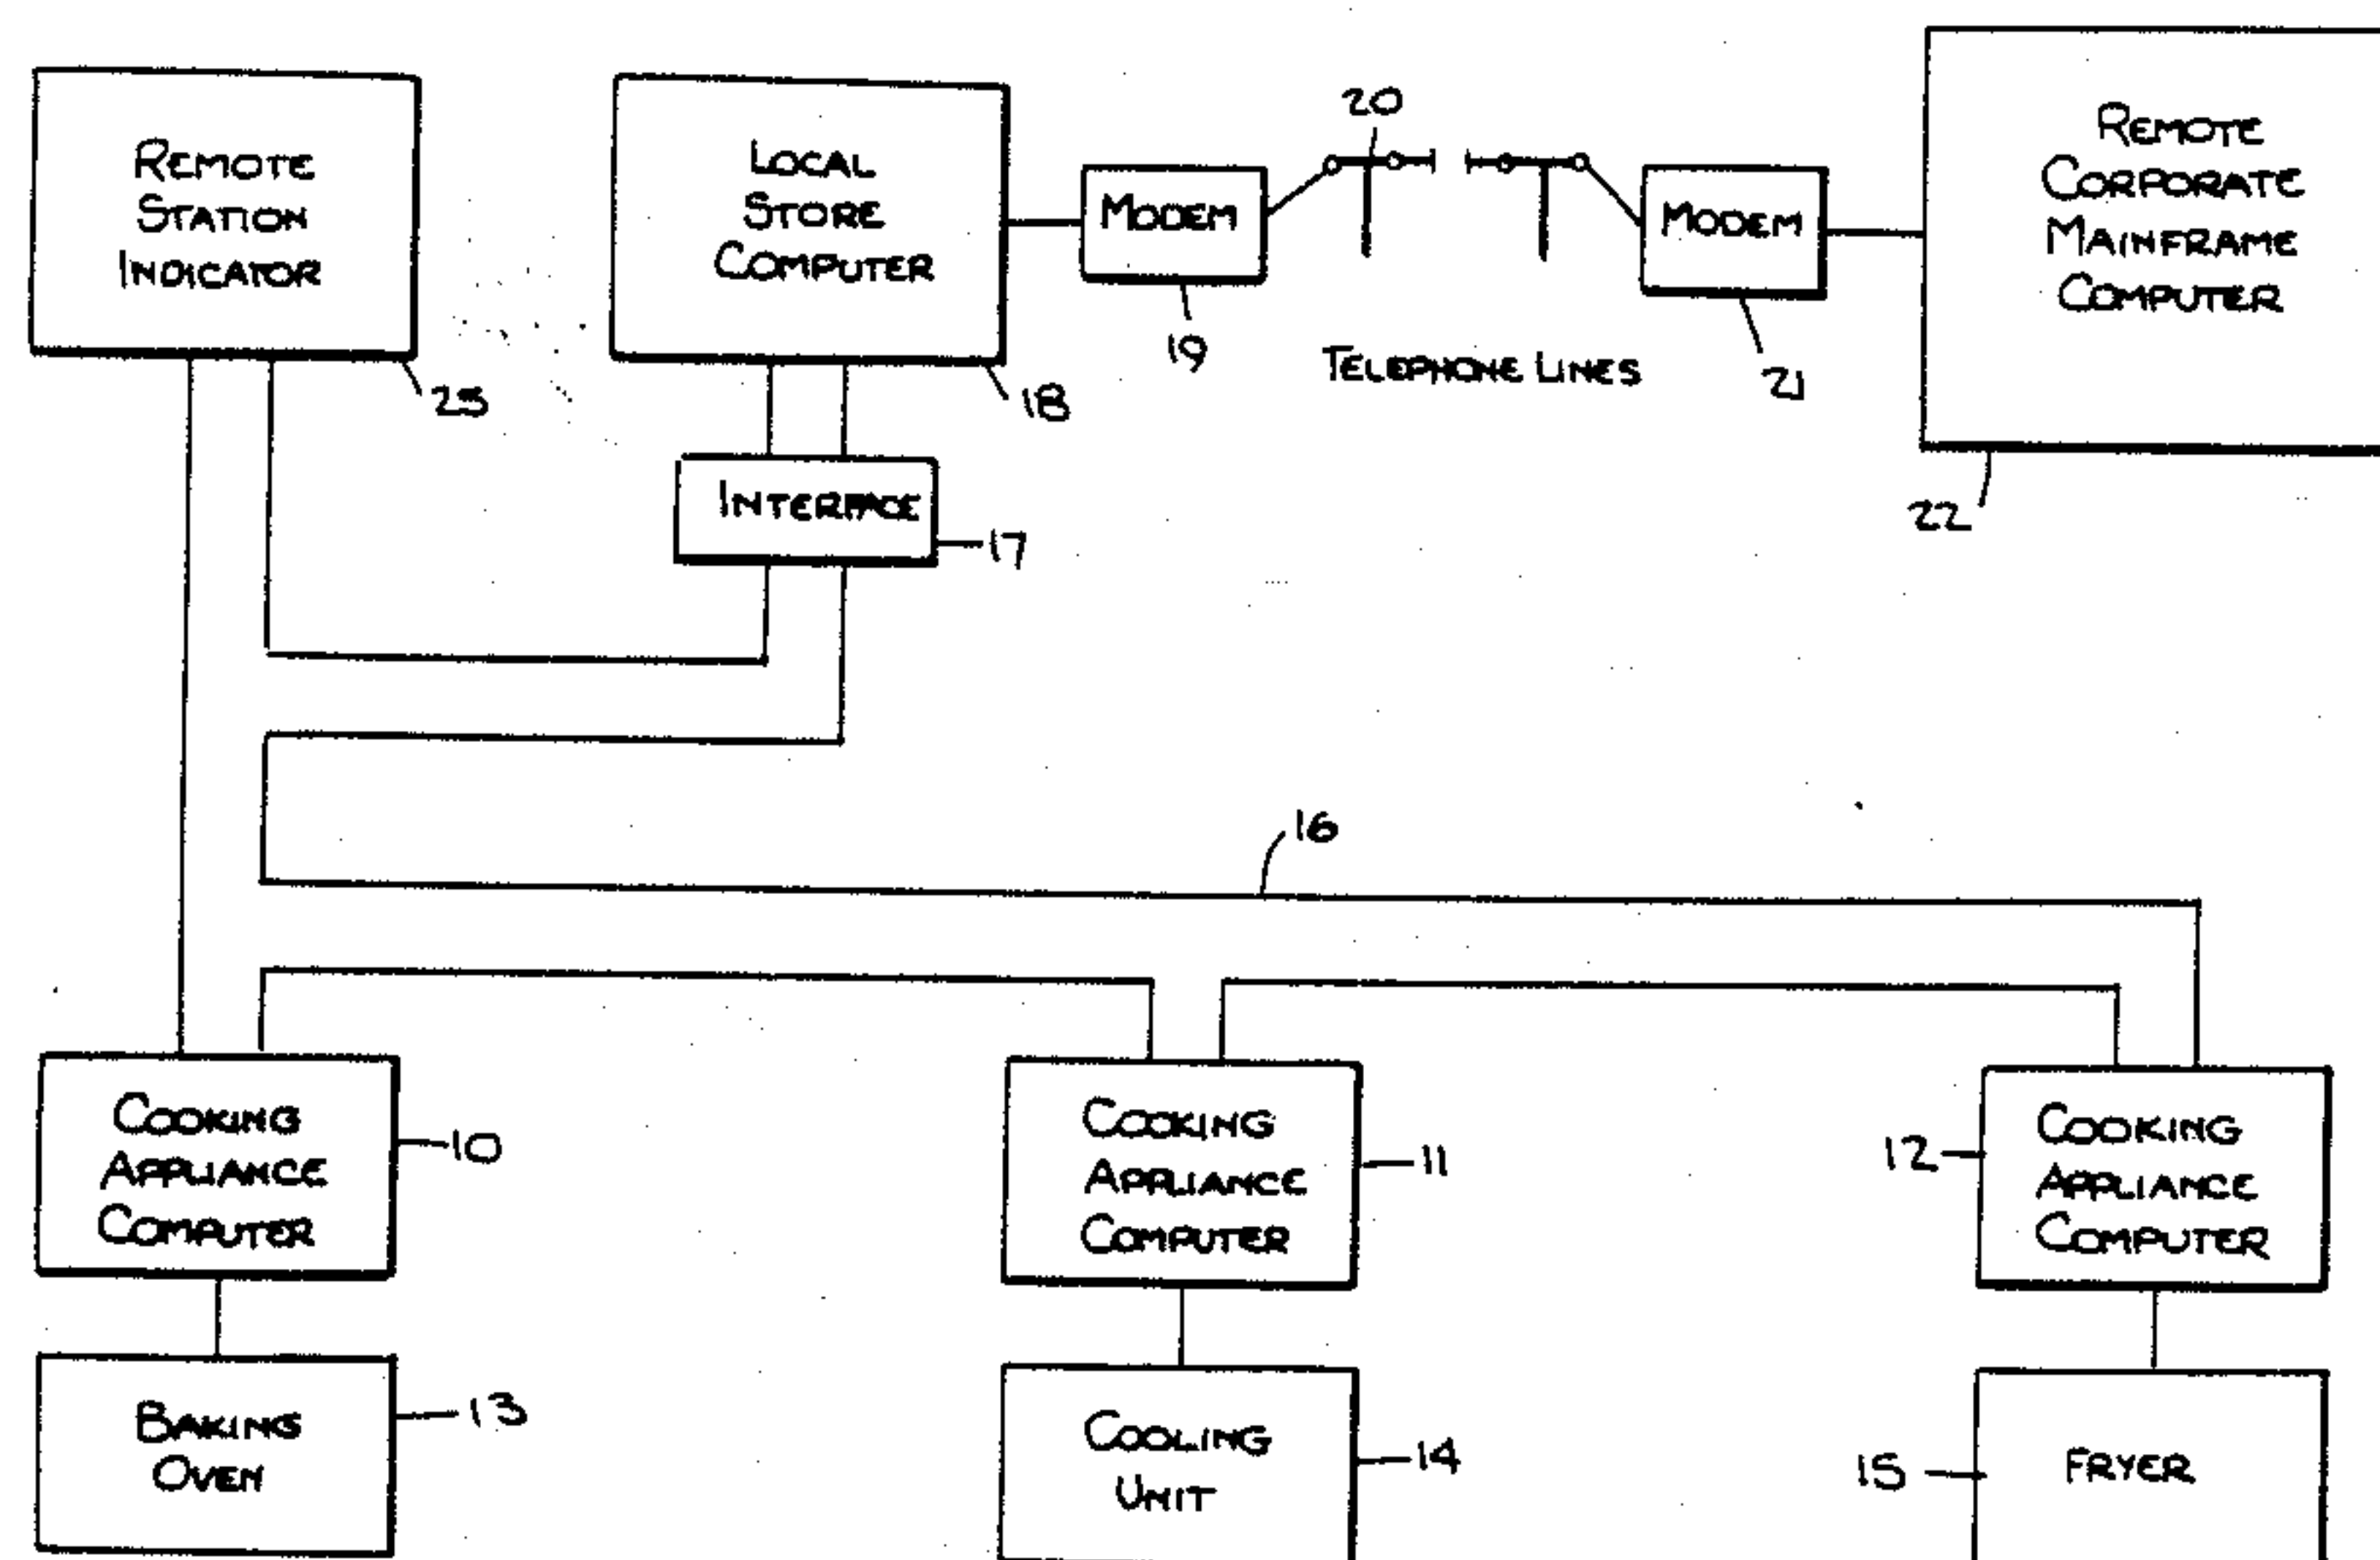 REMOTE
STATION
INDICATOR
25
LOCAL
STORE
COMPUTER
18
MODEM
19
20
TELEPHONE LINES
MODEM
21
REMOTE
CORPORATE
MAINFRAME
COMPUTER
22
INTERFACE
17
16
COOKING
APPLIANCE
COMPUTER
10
COOKING
APPLIANCE
COMPUTER
11
12
COOKING
APPLIANCE
COMPUTER
BAKING
OVEN
13
COOLING
UNIT
14
15
FRYER